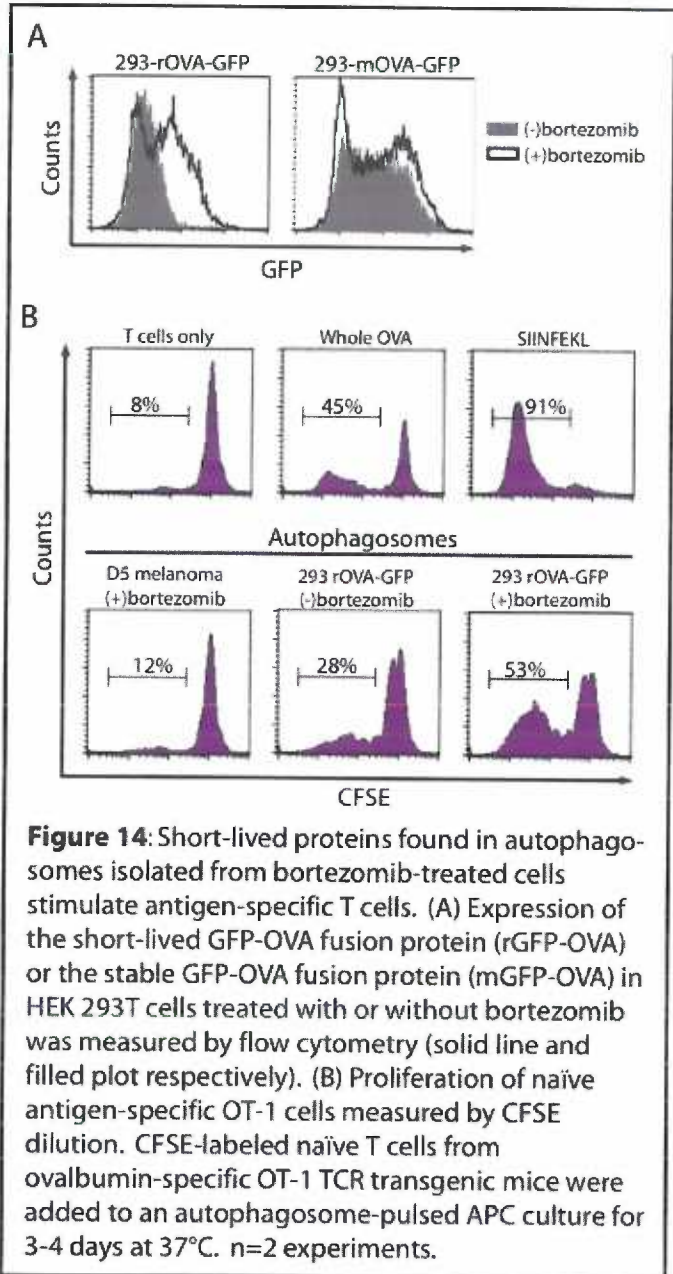 A
293-rOVA-GFP
293-mOVA-GFP
(-)bortezomib
(+)bortezomib
Counts
GFP
B
T cells only
Whole OVA
SIINFEKL
8%
45%
91%
Autophagosomes
Counts
D5 melanoma
(+)bortezomib
293 rOVA-GFP
(-)bortezomib
293 rOVA-GFP
(+)bortezomib
12%
28%
53%
CFSE
Figure 14: Short-lived proteins found in autophago-
somes isolated from bortezomib-treated cells
stimulate antigen-specific T cells. (A) Expression of
the short-lived GFP-OVA fusion protein (rGFP-OVA)
or the stable GFP-OVA fusion protein (mGFP-OVA) in
HEK 293T cells treated with or without bortezomib
was measured by flow cytometry (solid line and
filled plot respectively). (B) Proliferation of naïve
antigen-specific OT-1 cells measured by CFSE
dilution. CFSE-labeled naïve T cells from
ovalbumin-specific OT-1 TCR transgenic mice were
added to an autophagosome-pulsed APC culture for
3-4 days at 37°C. n=2 experiments.